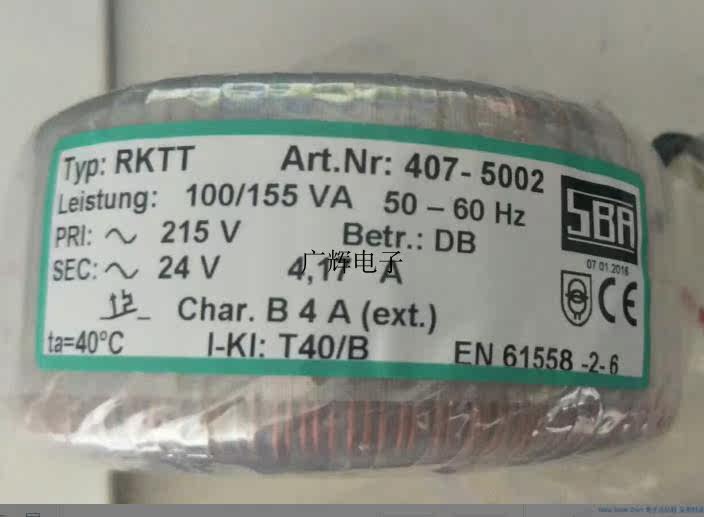 Typ: RKTT Art.Nr: 407-5002
Leistung: 100/155 VA 50 – 60 Hz
SBA
PRI: ~ 215 V Betr.: DB
07.01.2016
SEC: ~ 24 V 4,17 A
广辉电子
Char. B 4 A (ext.)
CE
ta=40°C I-KI: T40/B EN 61558 -2-6